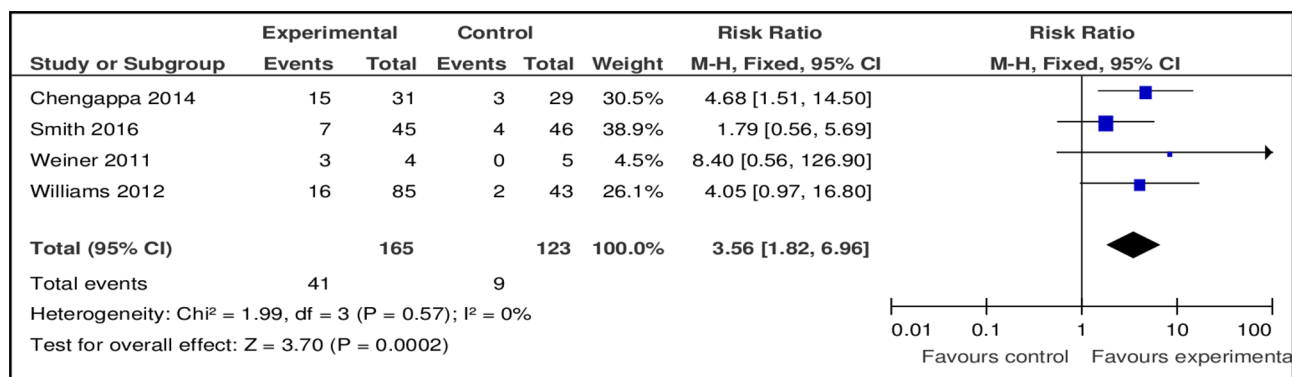 Experimental Control Risk Ratio Risk Ratio
Study or Subgroup Events Total Events Total Weight M-H, Fixed, 95% CI M-H, Fixed, 95% CI
Chengappa 2014 15 31 3 29 30.5% 4.68 [1.51, 14.50]
Smith 2016 7 45 4 46 38.9% 1.79 [0.56, 5.69]
Weiner 2011 3 4 0 5 4.5% 8.40 [0.56, 126.90]
Williams 2012 16 85 2 43 26.1% 4.05 [0.97, 16.80]
Total (95% CI) 165 123 100.0% 3.56 [1.82, 6.96]
Total events 41 9
Heterogeneity: Chi² = 1.99, df = 3 (P = 0.57); I² = 0%
Test for overall effect: Z = 3.70 (P = 0.0002)
0.01 0.1 1 10 100
Favours control Favours experimenta